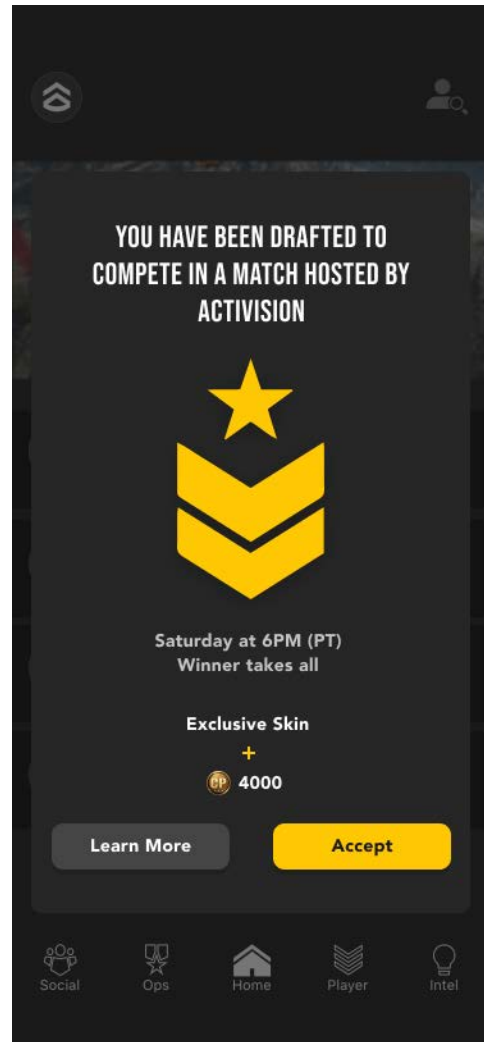 YOU HAVE BEEN DRAFTED TO
COMPETE IN A MATCH HOSTED BY
ACTIVISION
Saturday at 6PM (PT)
Winner takes all
Exclusive Skin
+
CP 4000
Learn More
Accept
Social
Ops
Home
Player
Intel